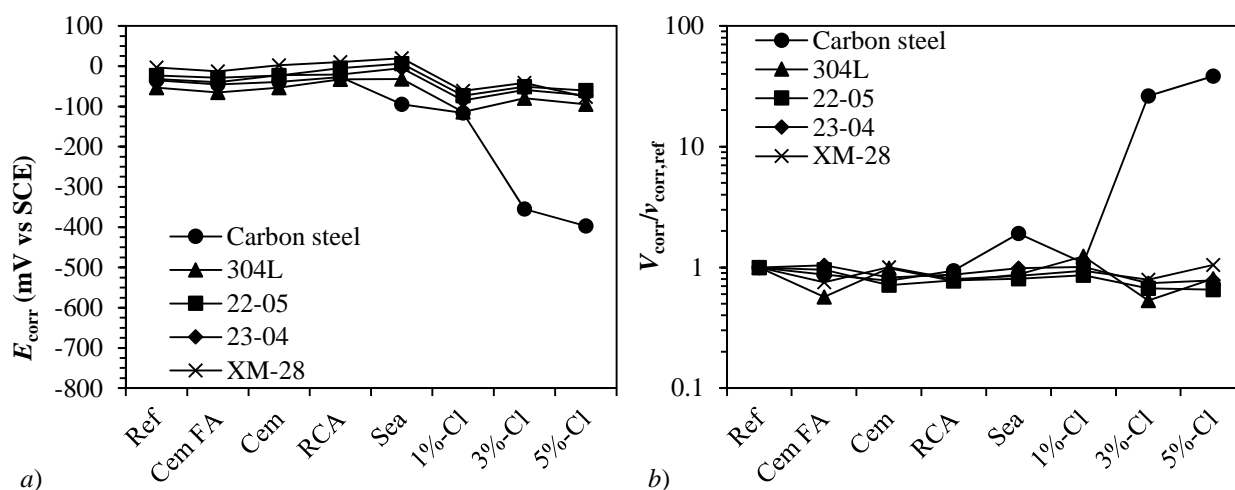 100
0
-100
-200
-300
-400
-500
-600
-700
-800
E_corr (mV vs SCE)
Carbon steel
304L
22-05
23-04
XM-28
Ref
Cem FA
Cem
RCA
Sea
1%-Cl
3%-Cl
5%-Cl
a)
100
10
1
0.1
V_corr/v_corr,ref
Carbon steel
304L
22-05
23-04
XM-28
Ref
Cem FA
Cem
RCA
Sea
1%-Cl
3%-Cl
5%-Cl
b)